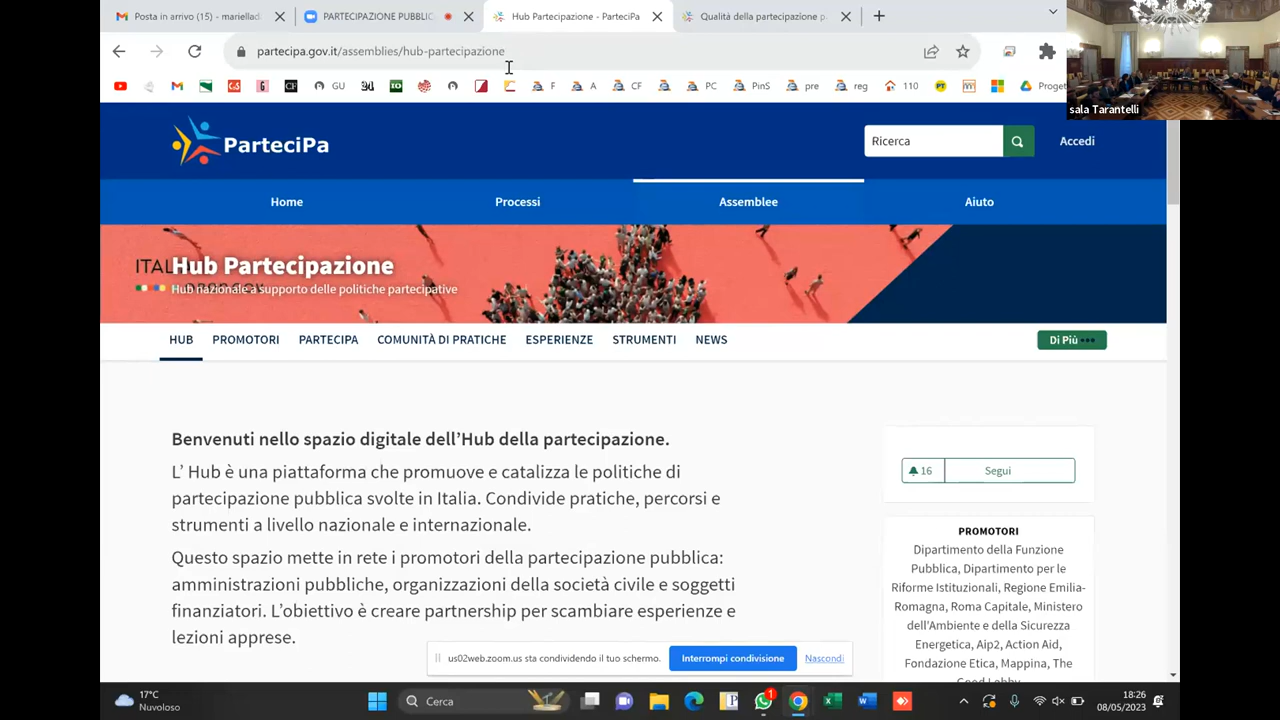 Posta in arrivo (15) - mariellad
PARTECIPAZIONE PUBBLIC
Hub Partecipazione - ParteciPa
Qualità della partecipazione p
partecipa.gov.it/assemblies/hub-partecipazione
GU
F
A
CF
PC
PinS
pre
reg
110
Proget
sala Tarantelli
ParteciPa
Ricerca
Accedi
Home
Processi
Assemblee
Aiuto
Hub Partecipazione
Hub nazionale a supporto delle politiche partecipative
HUB
PROMOTORI
PARTECIPA
COMUNITÀ DI PRATICHE
ESPERIENZE
STRUMENTI
NEWS
Di Più •••
Benvenuti nello spazio digitale dell’Hub della partecipazione.
L’ Hub è una piattaforma che promuove e catalizza le politiche di
partecipazione pubblica svolte in Italia. Condivide pratiche, percorsi e
strumenti a livello nazionale e internazionale.
Questo spazio mette in rete i promotori della partecipazione pubblica:
amministrazioni pubbliche, organizzazioni della società civile e soggetti
finanziatori. L’obiettivo è creare partnership per scambiare esperienze e
lezioni apprese.
16
Segui
PROMOTORI
Dipartimento della Funzione
Pubblica, Dipartimento per le
Riforme Istituzionali, Regione Emilia-
Romagna, Roma Capitale, Ministero
dell'Ambiente e della Sicurezza
Energetica, Aip2, Action Aid,
Fondazione Etica, Mappina, The
Good Lobby
us02web.zoom.us sta condividendo il tuo schermo.
Interrompi condivisione
Nascondi
17°C
Nuvoloso
Cerca
1
18:26
08/05/2023